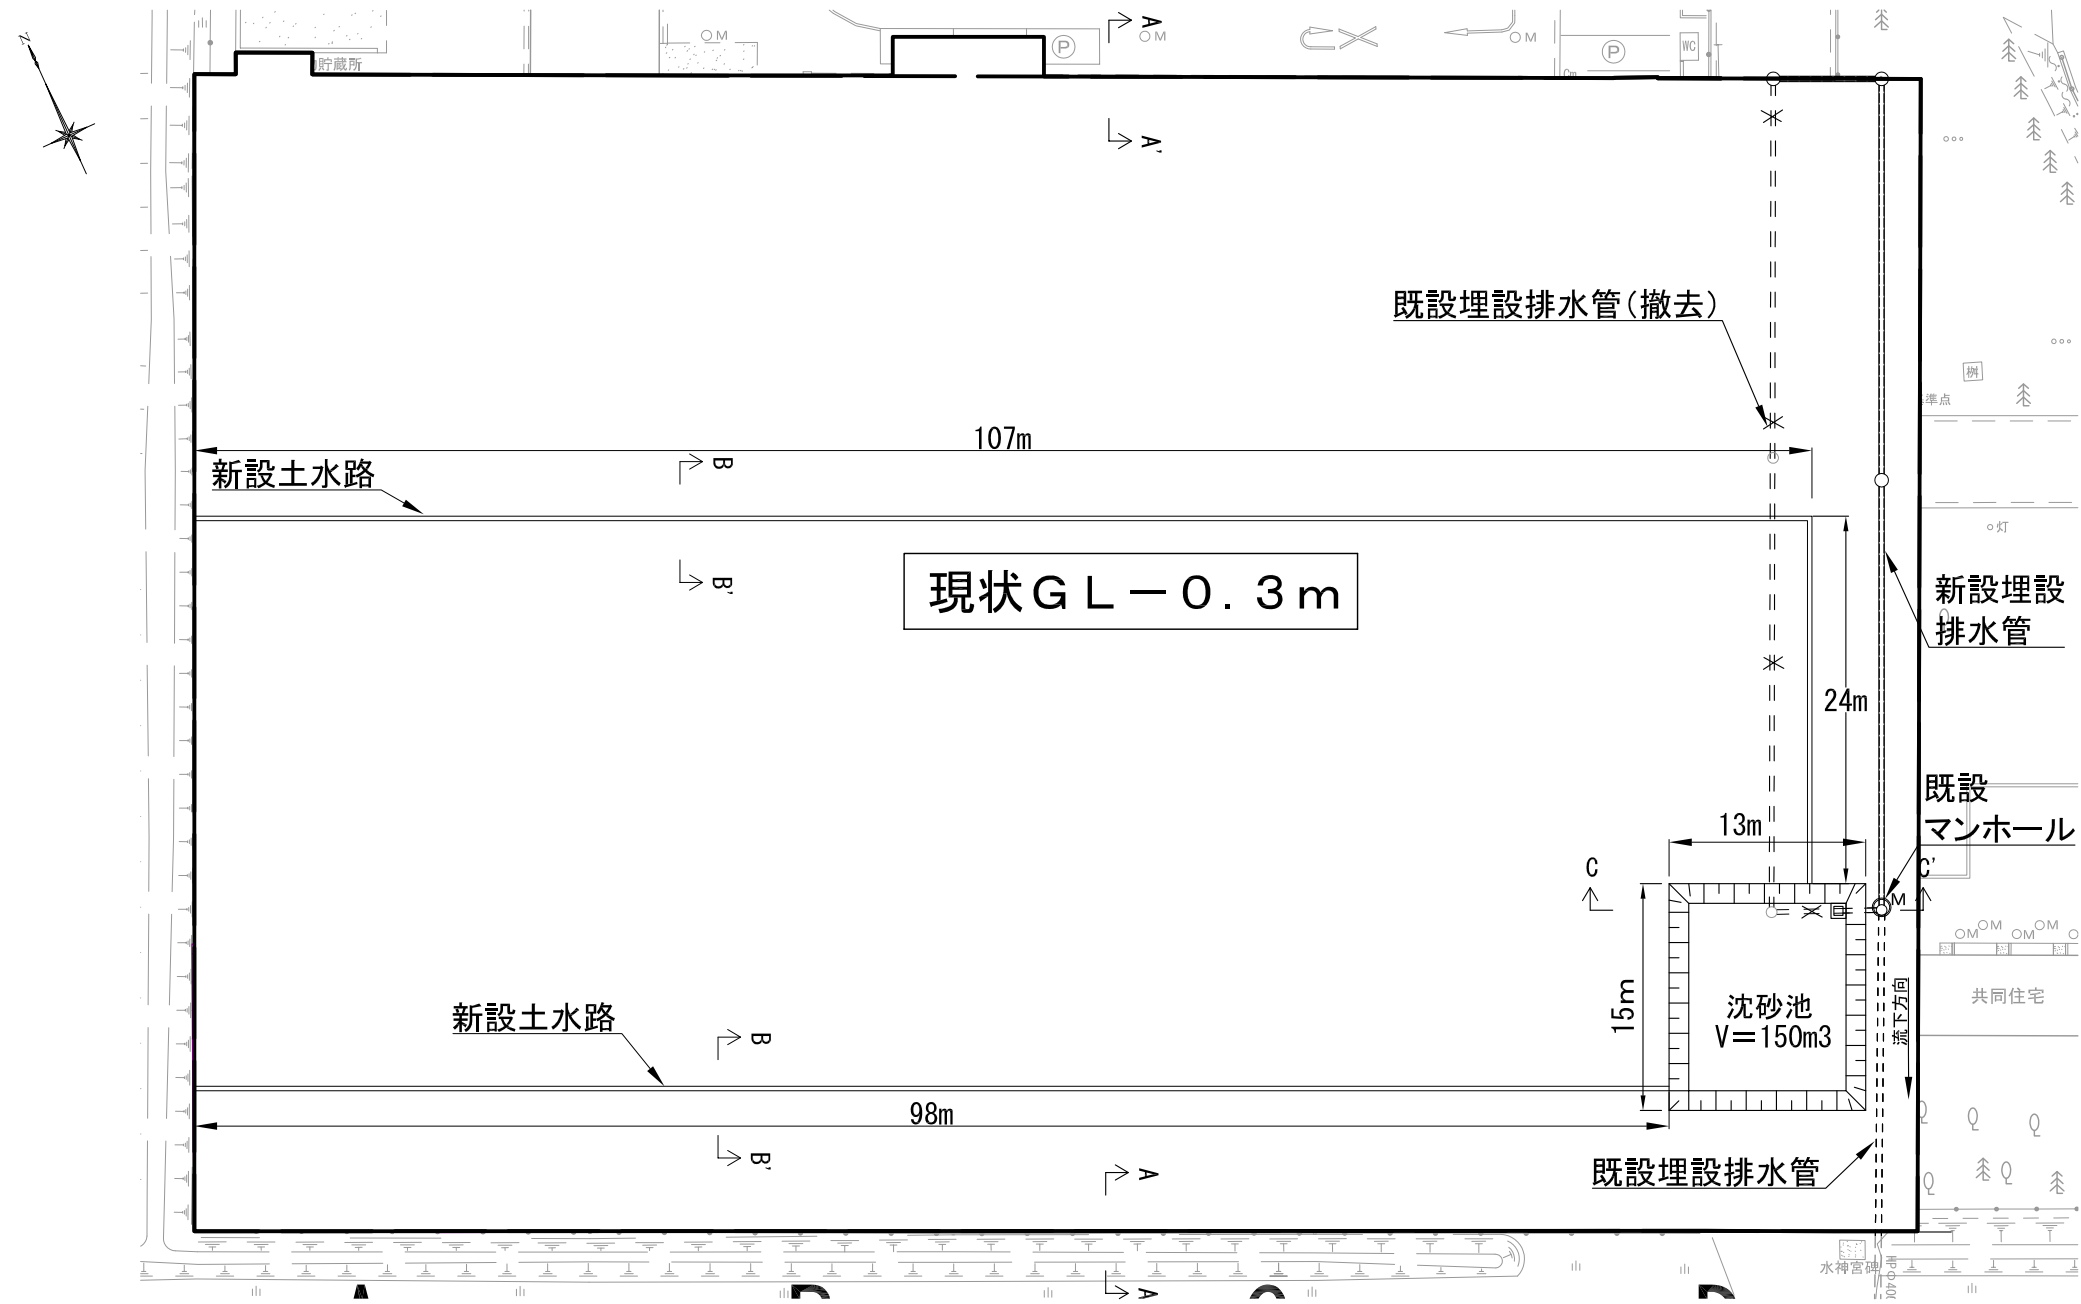 N
A
M
P
M
M
P
WC
貯蔵所
A'
既設埋設排水管(撤去)
桝
準点
107m
B
新設土水路
灯
現状GL－0.3m
B'
新設埋設
排水管
24m
既設
マンホール
13m
C
C'
M
M
M
M
M
沈砂池
V＝150m3
15m
流下方向
共同住宅
新設土水路
B
98m
B'
A
既設埋設排水管
水神宮碑
A